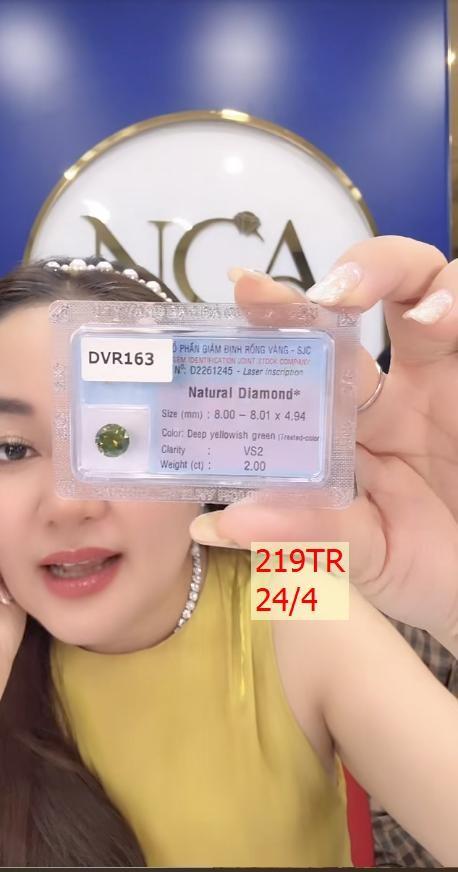 NCA
DVR163
Ổ PHẦN GIÁM ĐỊNH RỒNG VÀNG - SJC
GEM IDENTIFICATION JOINT STOCK COMPANY
Nº: D2261245 - Laser inscription
Natural Diamond*
Size (mm) : 8.00 – 8.01 x 4.94
Color: Deep yellowish green (Treated-color
Clarity : VS2
Weight (ct) : 2.00
219TR
24/4